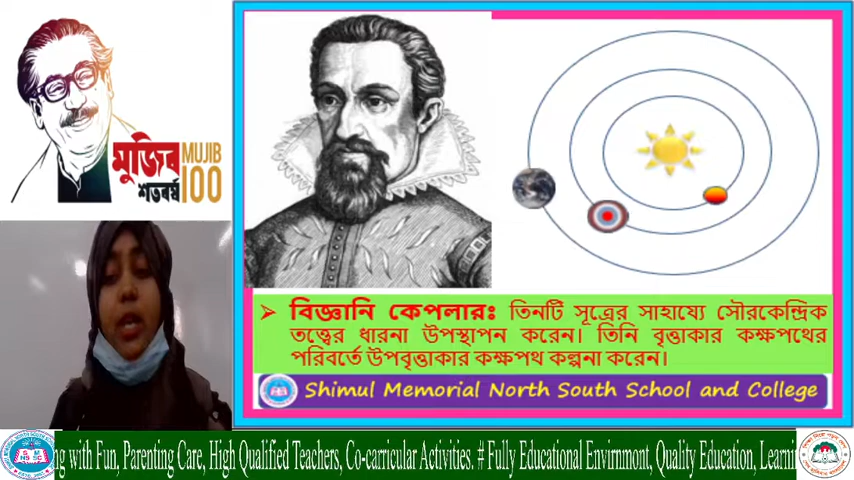 মুজিব MUJIB
শতবর্ষ 100
➢ বিজ্ঞানি কেপলারঃ তিনটি সূত্রের সাহায্যে সৌরকেন্দ্রিক
তত্ত্বের ধারনা উপস্থাপন করেন। তিনি বৃত্তাকার কক্ষপথের
পরিবর্তে উপবৃত্তাকার কক্ষপথ কল্পনা করেন।
Shimul Memorial North South School and College
ng with Fun, Parenting Care, High Qualified Teachers, Co-carricular Activities. # Fully Educational Envirnment, Quality Education, Learnin